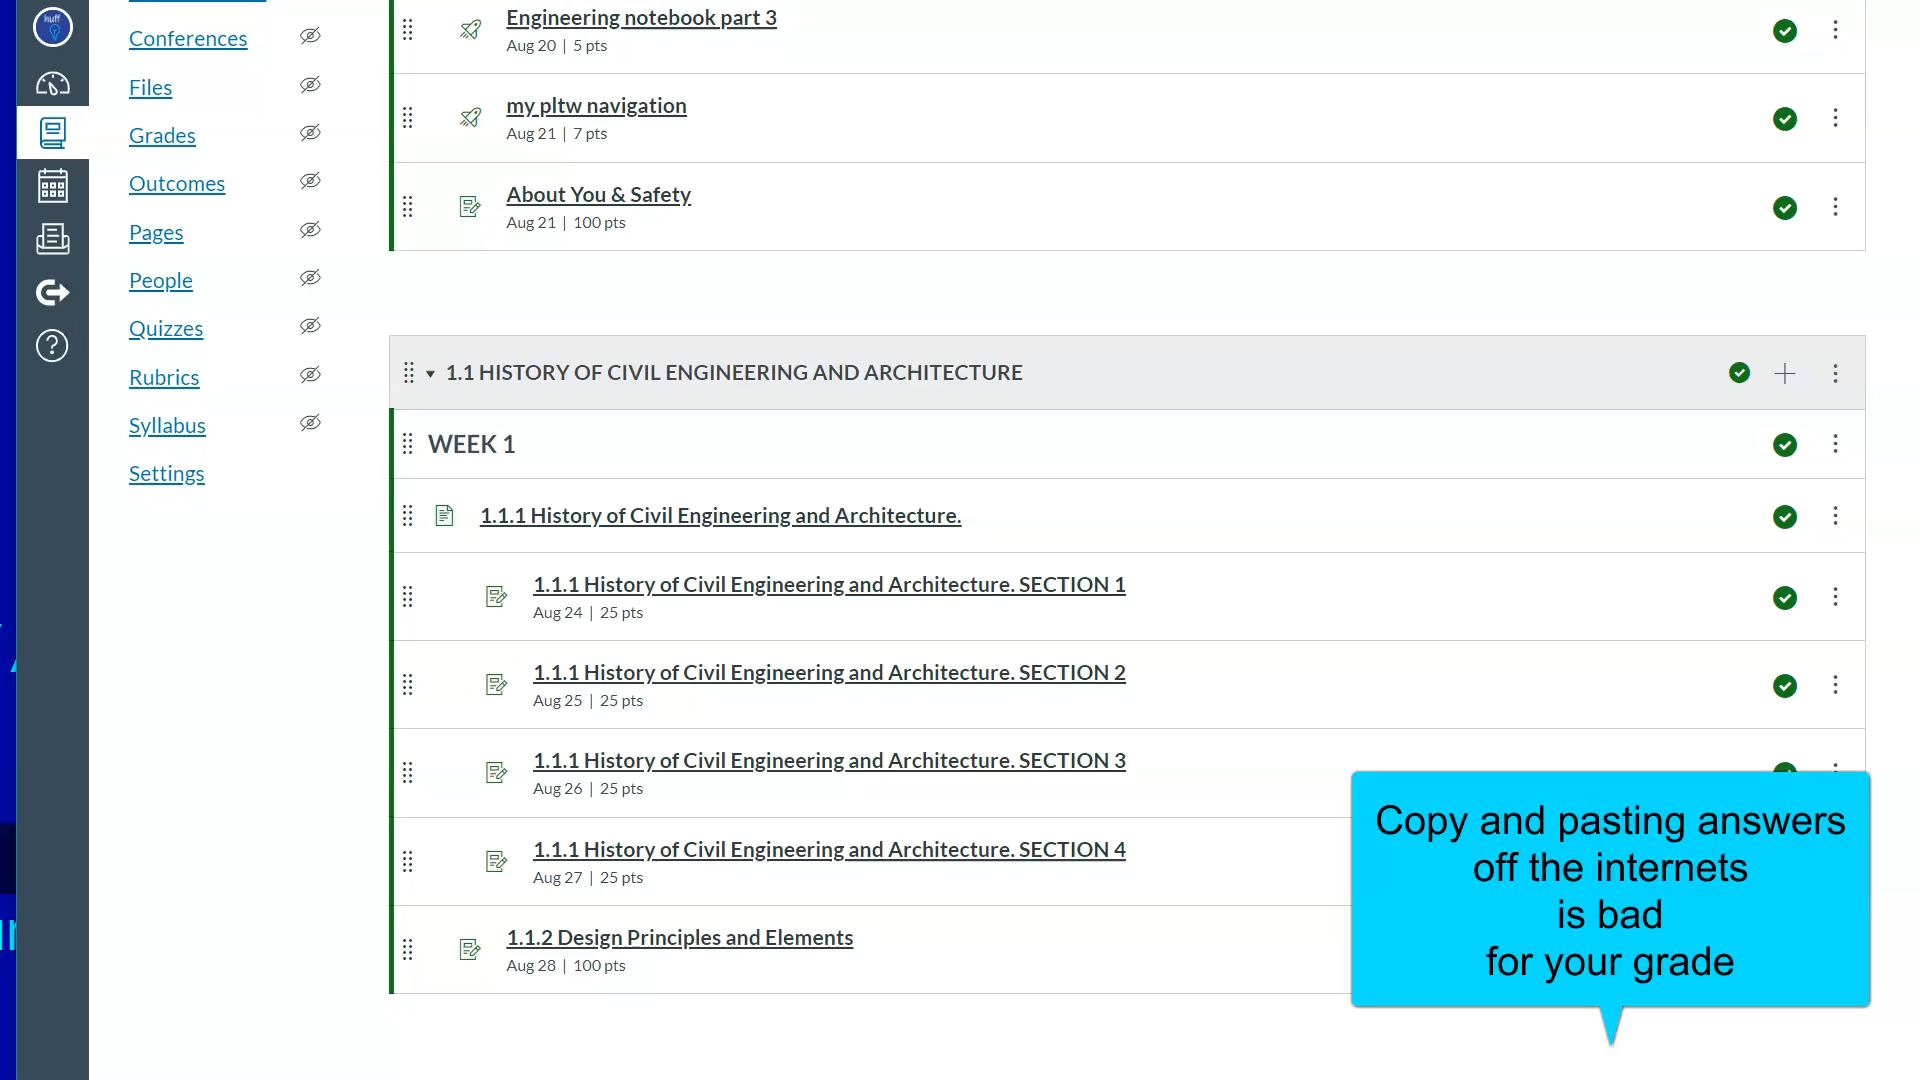 huff
Conferences
Files
Grades
Outcomes
Pages
People
Quizzes
Rubrics
Syllabus
Settings
Engineering notebook part 3
Aug 20 | 5 pts
my pltw navigation
Aug 21 | 7 pts
About You & Safety
Aug 21 | 100 pts
1.1 HISTORY OF CIVIL ENGINEERING AND ARCHITECTURE
WEEK 1
1.1.1 History of Civil Engineering and Architecture.
1.1.1 History of Civil Engineering and Architecture. SECTION 1
Aug 24 | 25 pts
1.1.1 History of Civil Engineering and Architecture. SECTION 2
Aug 25 | 25 pts
1.1.1 History of Civil Engineering and Architecture. SECTION 3
Aug 26 | 25 pts
1.1.1 History of Civil Engineering and Architecture. SECTION 4
Aug 27 | 25 pts
1.1.2 Design Principles and Elements
Aug 28 | 100 pts
Copy and pasting answers
off the internets
is bad
for your grade